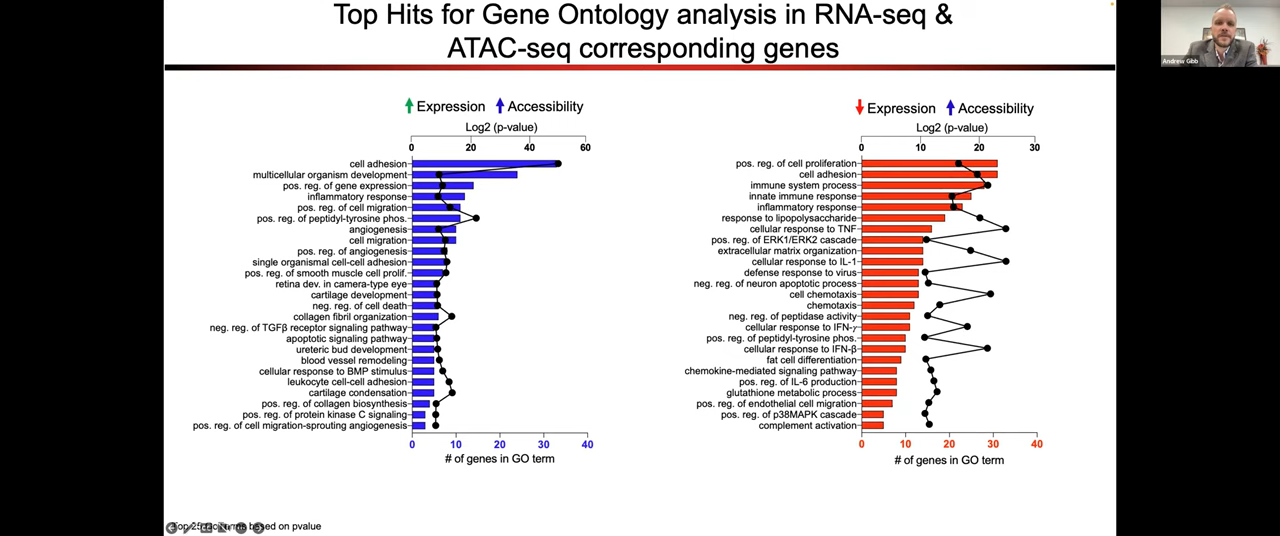 Top Hits for Gene Ontology analysis in RNA-seq &
ATAC-seq corresponding genes
Andrew Gibb
Expression Accessibility
Log2 (p-value)
0 20 40 60
cell adhesion
multicellular organism development
pos. reg. of gene expression
inflammatory response
pos. reg. of cell migration
pos. reg. of peptidyl-tyrosine phos.
angiogenesis
cell migration
pos. reg. of angiogenesis
single organismal cell-cell adhesion
pos. reg. of smooth muscle cell prolif.
retina dev. in camera-type eye
cartilage development
neg. reg. of cell death
collagen fibril organization
neg. reg. of TGFβ receptor signaling pathway
apoptotic signaling pathway
ureteric bud development
blood vessel remodeling
cellular response to BMP stimulus
leukocyte cell-cell adhesion
cartilage condensation
pos. reg. of collagen biosynthesis
pos. reg. of protein kinase C signaling
pos. reg. of cell migration-sprouting angiogenesis
0 10 20 30 40
# of genes in GO term
Expression Accessibility
Log2 (p-value)
0 10 20 30
pos. reg. of cell proliferation
cell adhesion
immune system process
innate immune response
inflammatory response
response to lipopolysaccharide
cellular response to TNF
pos. reg. of ERK1/ERK2 cascade
extracellular matrix organization
cellular response to IL-1
defense response to virus
neg. reg. of neuron apoptotic process
cell chemotaxis
chemotaxis
neg. reg. of peptidase activity
cellular response to IFN-γ
pos. reg. of peptidyl-tyrosine phos.
cellular response to IFN-β
fat cell differentiation
chemokine-mediated signaling pathway
pos. reg. of IL-6 production
glutathione metabolic process
pos. reg. of endothelial cell migration
pos. reg. of p38MAPK cascade
complement activation
0 10 20 30 40
# of genes in GO term
Top 25 based on pvalue